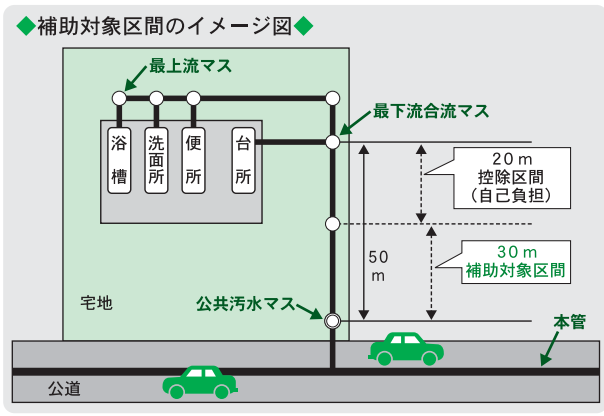 ◆補助対象区間のイメージ図◆
最上流マス
最下流合流マス
浴槽
洗面所
便所
台所
20m
控除区間
（自己負担）
50
m
30m
補助対象区間
宅地
公共汚水マス
本管
公道